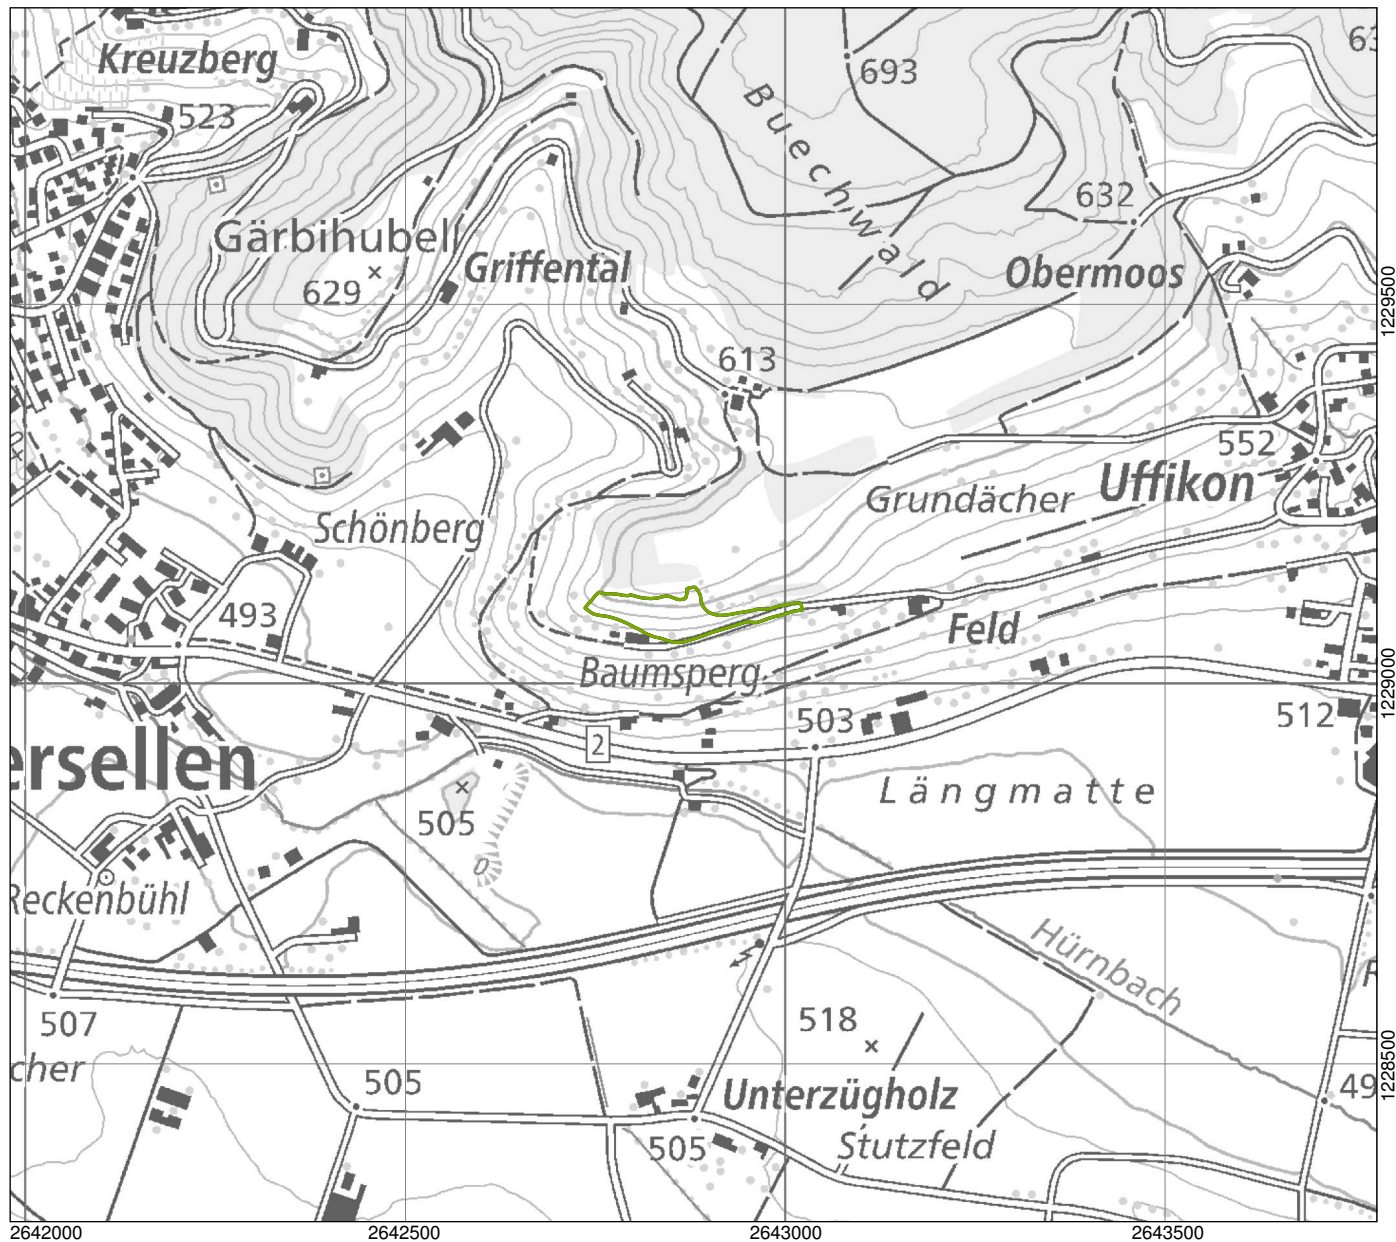 Kreuzberg
523
693
63
Buechwald
632
Gärbihubell
629
Griffental
Obermoos
1229500
613
552
Uffikon
Grundächer
Schönberg
493
Feld
Baumsperg
1229000
503
512
2
ersellen
Längmatte
505
Reckenbühl
Hürnbach
507
518
cher
505
Unterzügholz
49
1228500
505
Stutzfeld
2642000
2642500
2643000
2643500